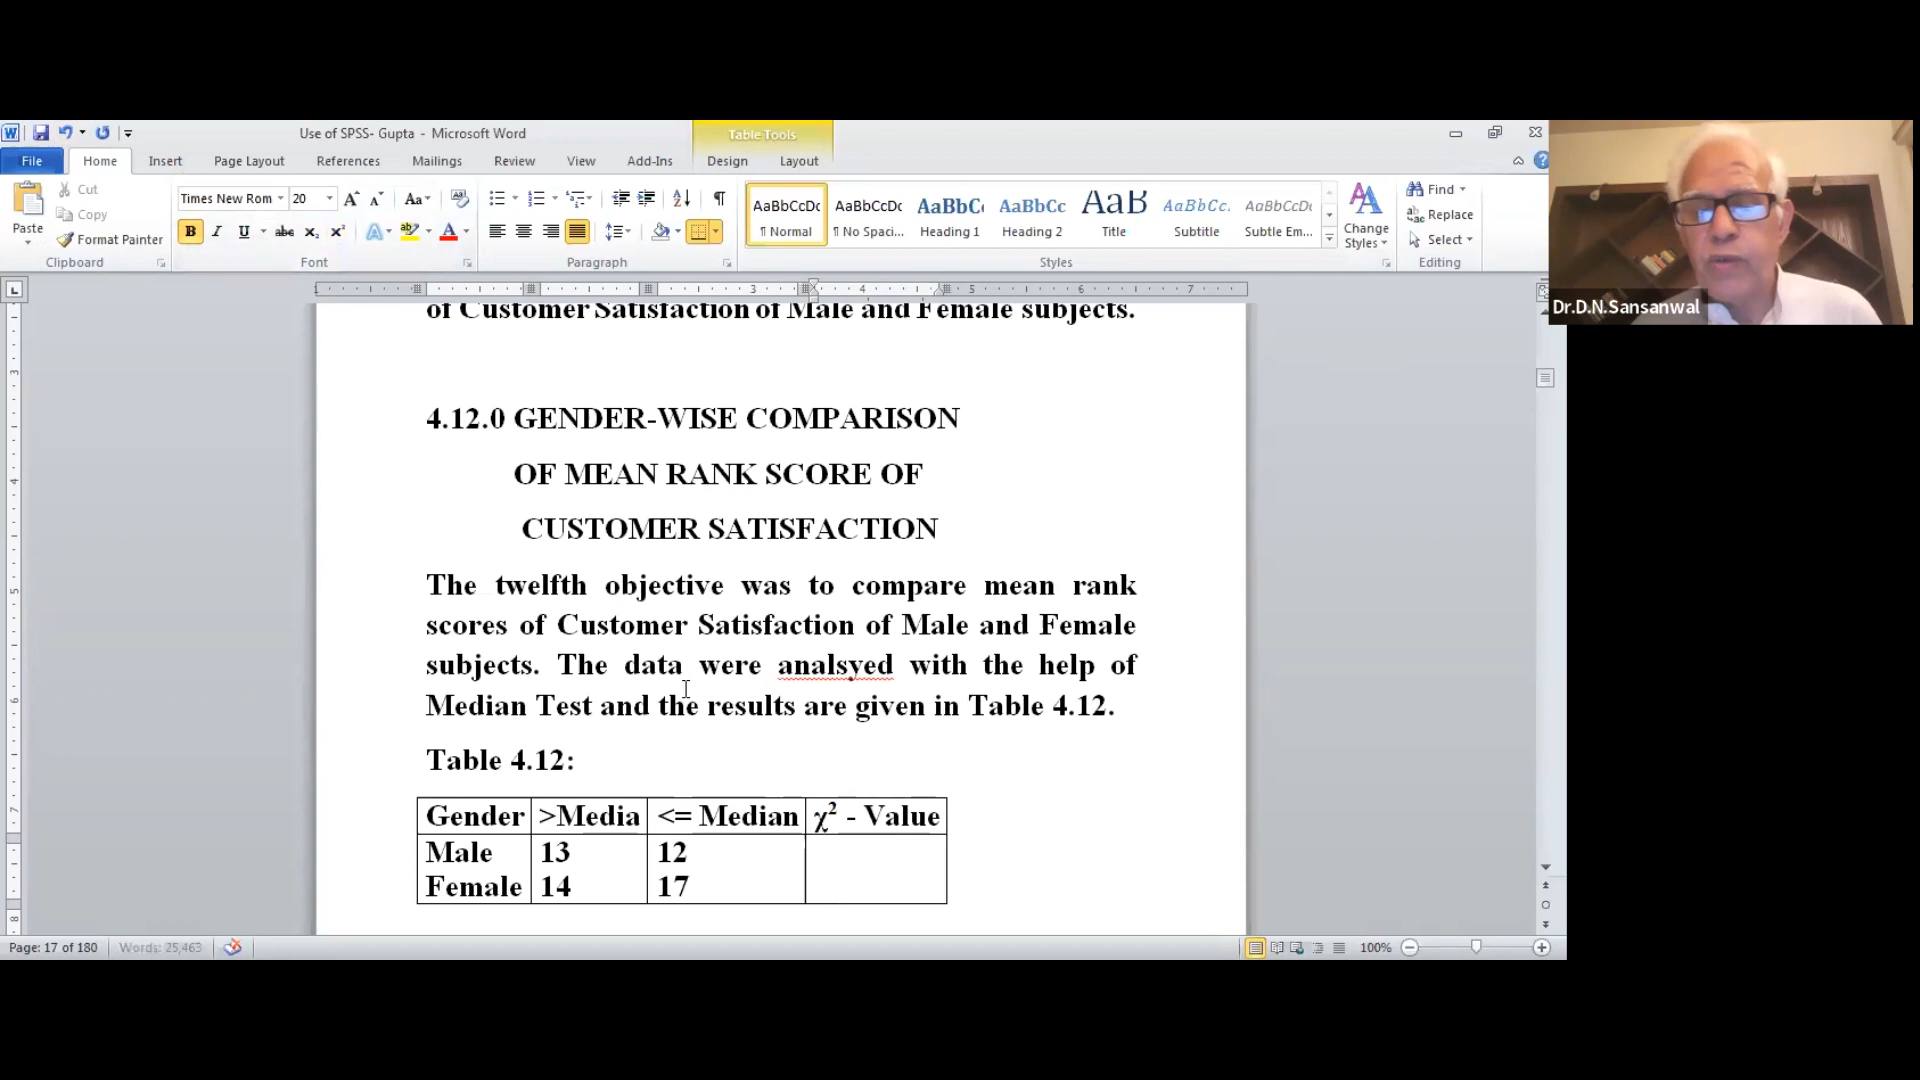 Use of SPSS- Gupta - Microsoft Word
Table Tools
File Home Insert Page Layout References Mailings Review View Add-Ins Design Layout
Cut
Copy
Format Painter
Paste
Clipboard
Times New Rom 20
Font
Paragraph
AaBbCcDc AaBbCcDc AaBbC AaBbCc AaB AaBbCc. AaBbCcDc
¶ Normal ¶ No Spaci... Heading 1 Heading 2 Title Subtitle Subtle Em...
Styles
Change
Styles
Find
Replace
Select
Editing
Dr.D.N.Sansanwal
of Customer Satisfaction of Male and Female subjects.
4.12.0 GENDER-WISE COMPARISON
OF MEAN RANK SCORE OF
CUSTOMER SATISFACTION
The twelfth objective was to compare mean rank
scores of Customer Satisfaction of Male and Female
subjects. The data were analsyed with the help of
Median Test and the results are given in Table 4.12.
Table 4.12:
Gender >Media <= Median χ² - Value
Male 13 12
Female 14 17
Page: 17 of 180 Words: 25,463 100%